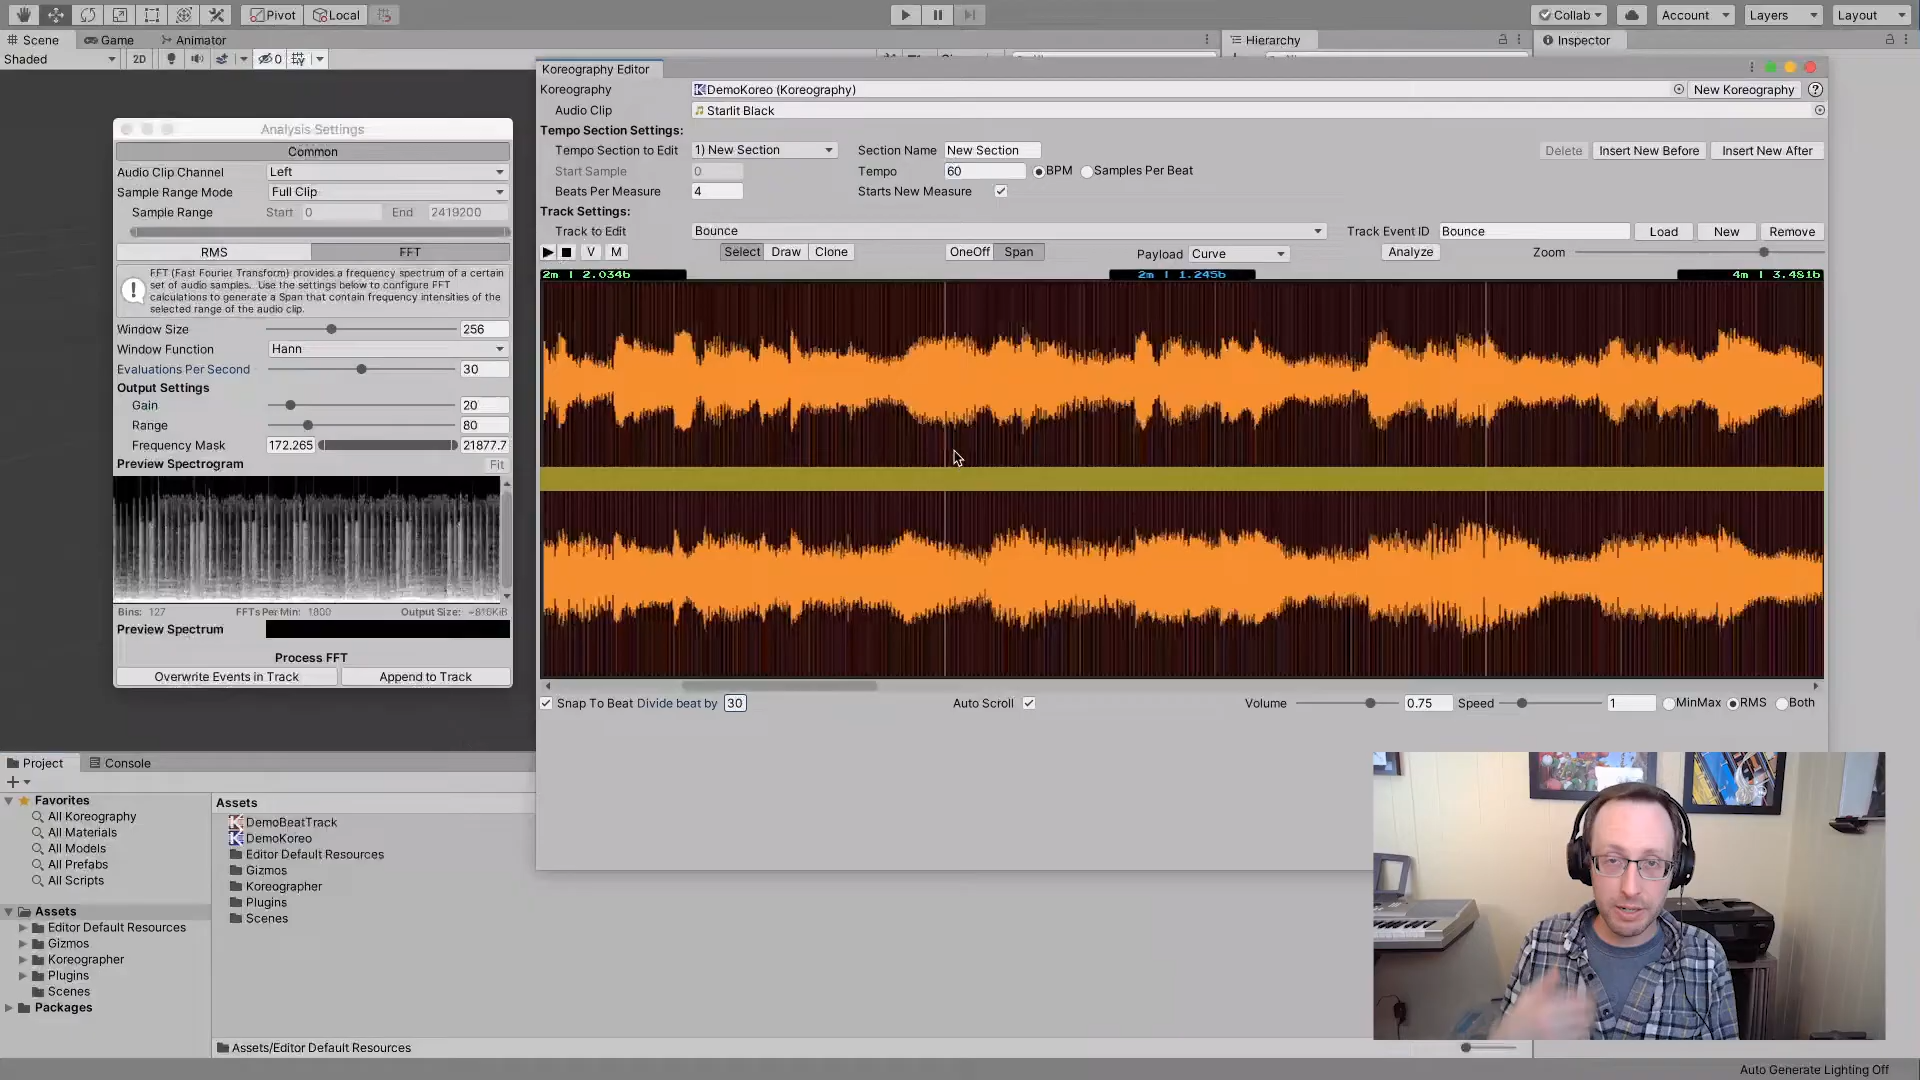 Pivot Local Collab Account Layers Layout
Scene Game Animator Hierarchy Inspector
Shaded 2D 0
Koreography Editor
Koreography DemoKoreo (Koreography) New Koreography ?
Audio Clip Starlit Black
Tempo Section Settings:
Tempo Section to Edit 1) New Section Section Name New Section Delete Insert New Before Insert New After
Start Sample 0 Tempo 60 BPM Samples Per Beat
Beats Per Measure 4 Starts New Measure
Track Settings:
Track to Edit Bounce Track Event ID Bounce Load New Remove
V M Select Draw Clone OneOff Span Payload Curve Analyze Zoom
2m | 2.034b 2m | 1.245b 4m | 3.481b
Snap To Beat Divide beat by 30 Auto Scroll Volume 0.75 Speed 1 MinMax RMS Both
Analysis Settings
Common
Audio Clip Channel Left
Sample Range Mode Full Clip
Sample Range Start 0 End 2419200
RMS FFT
FFT (Fast Fourier Transform) provides a frequency spectrum of a certain
set of audio samples. Use the settings below to configure FFT
calculations to generate a Span that contain frequency intensities of the
selected range of the audio clip.
Window Size 256
Window Function Hann
Evaluations Per Second 30
Output Settings
Gain 20
Range 80
Frequency Mask 172.265 21877.7
Preview Spectrogram Fit
Bins: 127 FFTs Per Min: 1800 Output Size: ~816KiB
Preview Spectrum
Process FFT
Overwrite Events in Track Append to Track
Project Console
Favorites
All Koreography
All Materials
All Models
All Prefabs
All Scripts
Assets
Editor Default Resources
Gizmos
Koreographer
Plugins
Scenes
Packages
Assets
DemoBeatTrack
DemoKoreo
Editor Default Resources
Gizmos
Koreographer
Plugins
Scenes
Assets/Editor Default Resources
Auto Generate Lighting Off